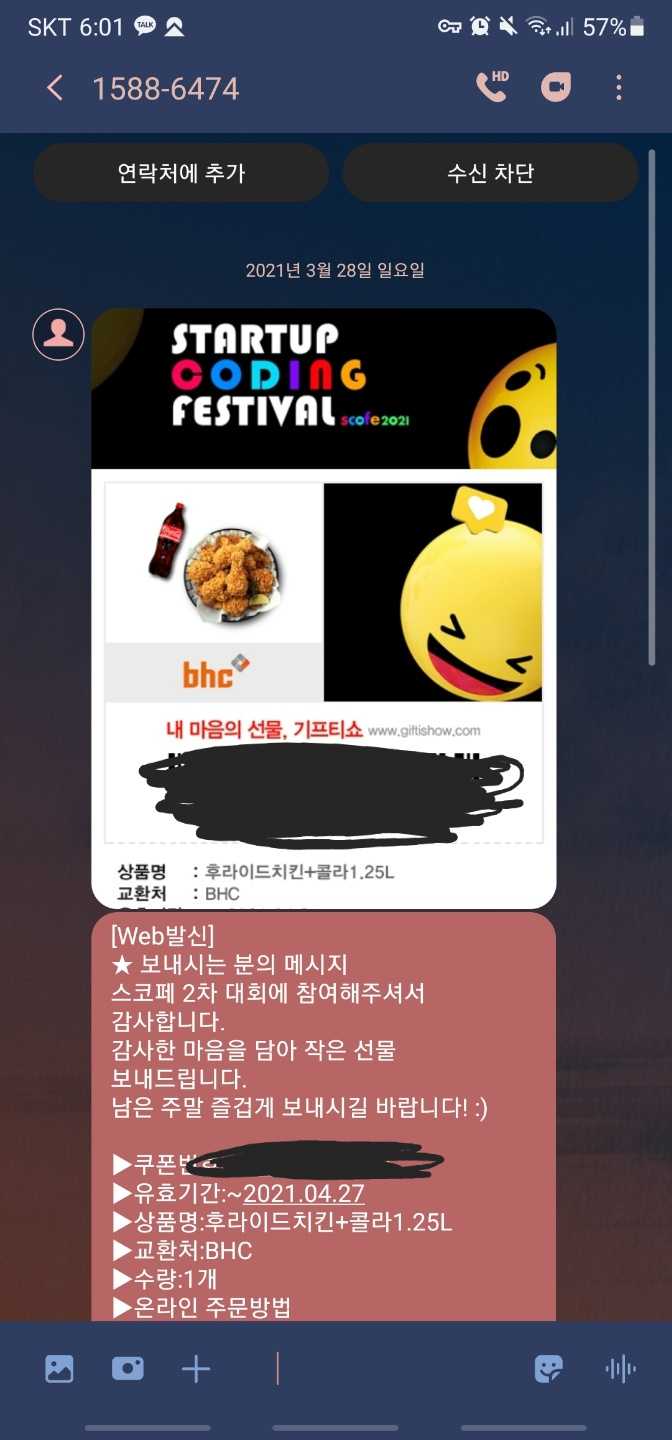 SKT 6:01 TALK 57%
1588-6474 HD
연락처에 추가 수신 차단
2021년 3월 28일 일요일
STARTUP
CODING
FESTIVAL scofe2021
bhc
내 마음의 선물, 기프티쇼 www.giftishow.com
상품명 : 후라이드치킨+콜라1.25L
교환처 : BHC
[Web발신]
★ 보내시는 분의 메시지
스코페 2차 대회에 참여해주셔서
감사합니다.
감사한 마음을 담아 작은 선물
보내드립니다.
남은 주말 즐겁게 보내시길 바랍니다! :)
▶쿠폰번
▶유효기간:~2021.04.27
▶상품명:후라이드치킨+콜라1.25L
▶교환처:BHC
▶수량:1개
▶온라인 주문방법